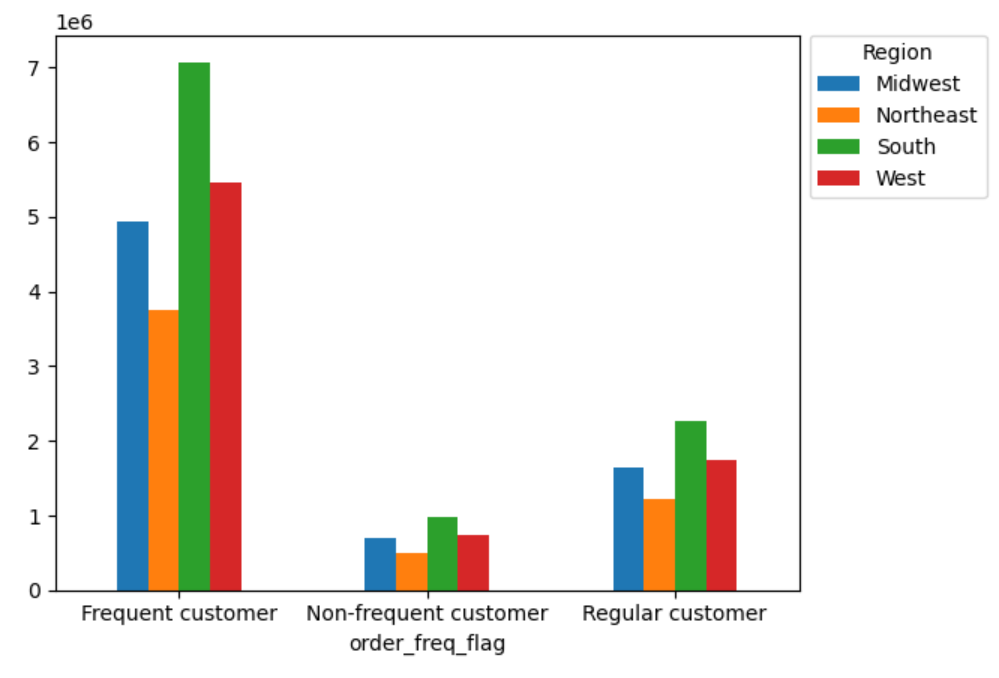 1e6
7
6
5
4
3
2
1
0
Frequent customer Non-frequent customer Regular customer
order_freq_flag
Region
Midwest
Northeast
South
West